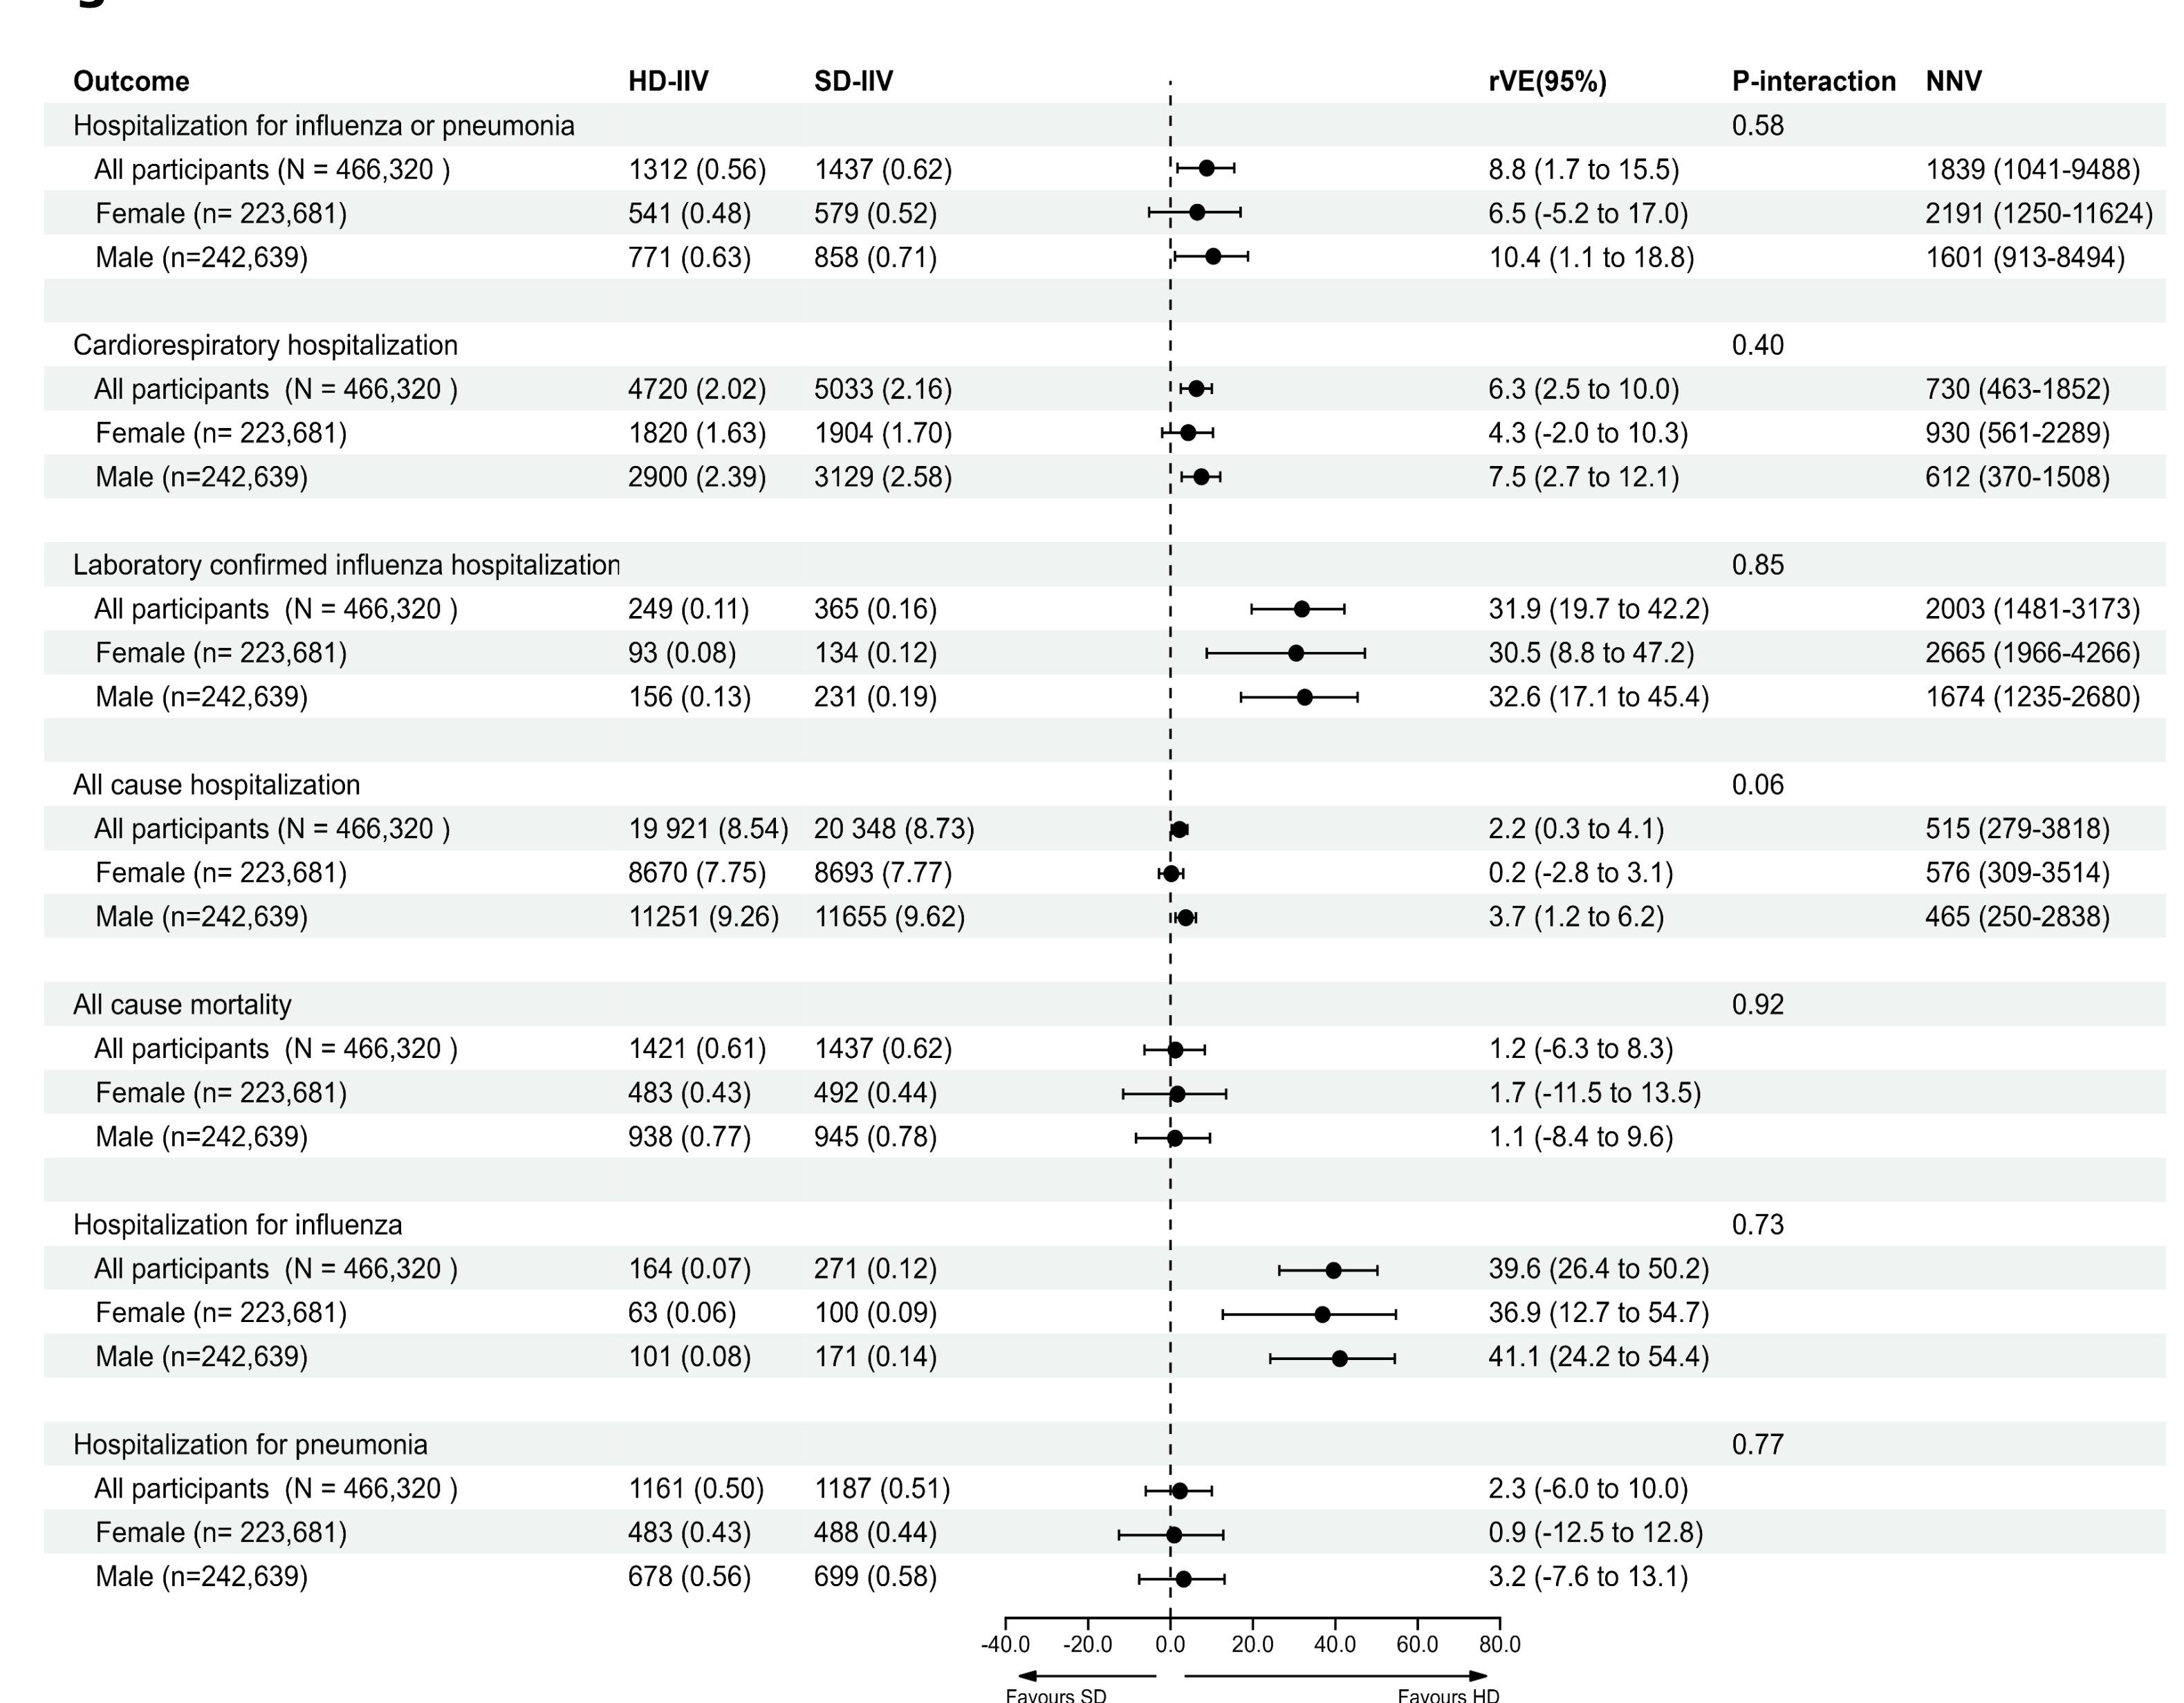 Outcome HD-IIV SD-IIV rVE(95%) P-interaction NNV
Hospitalization for influenza or pneumonia 0.58
All participants (N = 466,320 ) 1312 (0.56) 1437 (0.62) 8.8 (1.7 to 15.5) 1839 (1041-9488)
Female (n= 223,681) 541 (0.48) 579 (0.52) 6.5 (-5.2 to 17.0) 2191 (1250-11624)
Male (n=242,639) 771 (0.63) 858 (0.71) 10.4 (1.1 to 18.8) 1601 (913-8494)
Cardiorespiratory hospitalization 0.40
All participants (N = 466,320 ) 4720 (2.02) 5033 (2.16) 6.3 (2.5 to 10.0) 730 (463-1852)
Female (n= 223,681) 1820 (1.63) 1904 (1.70) 4.3 (-2.0 to 10.3) 930 (561-2289)
Male (n=242,639) 2900 (2.39) 3129 (2.58) 7.5 (2.7 to 12.1) 612 (370-1508)
Laboratory confirmed influenza hospitalization 0.85
All participants (N = 466,320 ) 249 (0.11) 365 (0.16) 31.9 (19.7 to 42.2) 2003 (1481-3173)
Female (n= 223,681) 93 (0.08) 134 (0.12) 30.5 (8.8 to 47.2) 2665 (1966-4266)
Male (n=242,639) 156 (0.13) 231 (0.19) 32.6 (17.1 to 45.4) 1674 (1235-2680)
All cause hospitalization 0.06
All participants (N = 466,320 ) 19 921 (8.54) 20 348 (8.73) 2.2 (0.3 to 4.1) 515 (279-3818)
Female (n= 223,681) 8670 (7.75) 8693 (7.77) 0.2 (-2.8 to 3.1) 576 (309-3514)
Male (n=242,639) 11251 (9.26) 11655 (9.62) 3.7 (1.2 to 6.2) 465 (250-2838)
All cause mortality 0.92
All participants (N = 466,320 ) 1421 (0.61) 1437 (0.62) 1.2 (-6.3 to 8.3)
Female (n= 223,681) 483 (0.43) 492 (0.44) 1.7 (-11.5 to 13.5)
Male (n=242,639) 938 (0.77) 945 (0.78) 1.1 (-8.4 to 9.6)
Hospitalization for influenza 0.73
All participants (N = 466,320 ) 164 (0.07) 271 (0.12) 39.6 (26.4 to 50.2)
Female (n= 223,681) 63 (0.06) 100 (0.09) 36.9 (12.7 to 54.7)
Male (n=242,639) 101 (0.08) 171 (0.14) 41.1 (24.2 to 54.4)
Hospitalization for pneumonia 0.77
All participants (N = 466,320 ) 1161 (0.50) 1187 (0.51) 2.3 (-6.0 to 10.0)
Female (n= 223,681) 483 (0.43) 488 (0.44) 0.9 (-12.5 to 12.8)
Male (n=242,639) 678 (0.56) 699 (0.58) 3.2 (-7.6 to 13.1)
-40.0 -20.0 0.0 20.0 40.0 60.0 80.0
Favours SD Favours HD